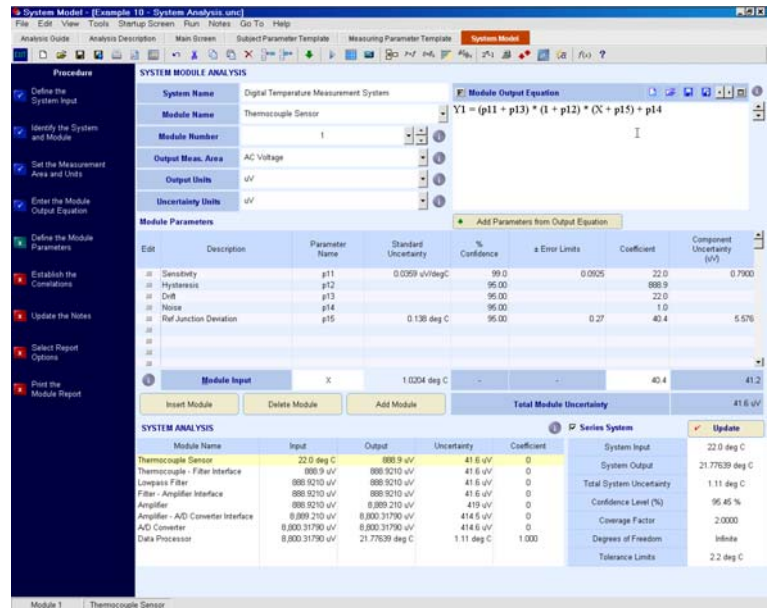 System Model - [Example 10 - System Analysis.unc]
File Edit View Tools Startup Screen Run Notes Go To Help
Analysis Guide Analysis Description Main Screen Subject Parameter Template Measuring Parameter Template System Model
Procedure
Define the System Input
Identify the System and Module
Set the Measurement Area and Units
Enter the Module Output Equation
Define the Module Parameters
Establish the Correlations
Update the Notes
Select Report Options
Print the Module Report
SYSTEM MODULE ANALYSIS
System Name Digital Temperature Measurement System
Module Name Thermocouple Sensor
Module Number 1
Output Meas. Area AC Voltage
Output Units uV
Uncertainty Units uV
Module Output Equation
Y1 = (p11 + p13) * (1 + p12) * (X + p15) + p14
Module Parameters
Add Parameters from Output Equation
Edit Description Parameter Name Standard Uncertainty % Confidence ± Error Limits Coefficient Component Uncertainty (uV)
Sensitivity p11 0.0359 uV/degC 99.0 0.0925 22.0 0.7900
Hysteresis p12 95.00 888.9
Drift p13 95.00 22.0
Noise p14 95.00 1.0
Ref Junction Deviation p15 0.138 deg C 95.00 0.27 40.4 5.576
Module Input X 1.0204 deg C - - 40.4 41.2
Insert Module Delete Module Add Module Total Module Uncertainty 41.6 uV
SYSTEM ANALYSIS Series System Update
Module Name Input Output Uncertainty Coefficient
Thermocouple Sensor 22.0 deg C 888.9 uV 41.6 uV 0
Thermocouple - Filter Interface 888.9 uV 888.9210 uV 41.6 uV 0
Lowpass Filter 888.9210 uV 888.9210 uV 41.6 uV 0
Filter - Amplifier Interface 888.9210 uV 888.9210 uV 41.6 uV 0
Amplifier 888.9210 uV 8,889.210 uV 419 uV 0
Amplifier - A/D Converter Interface 8,889.210 uV 8,800.31790 uV 414.5 uV 0
A/D Converter 8,800.31790 uV 8,800.31790 uV 414.6 uV 0
Data Processor 8,800.31790 uV 21.77639 deg C 1.11 deg C 1.000
System Input 22.0 deg C
System Output 21.77639 deg C
Total System Uncertainty 1.11 deg C
Confidence Level (%) 95.45 %
Coverage Factor 2.0000
Degrees of Freedom Infinite
Tolerance Limits 2.2 deg C
Module 1 Thermocouple Sensor